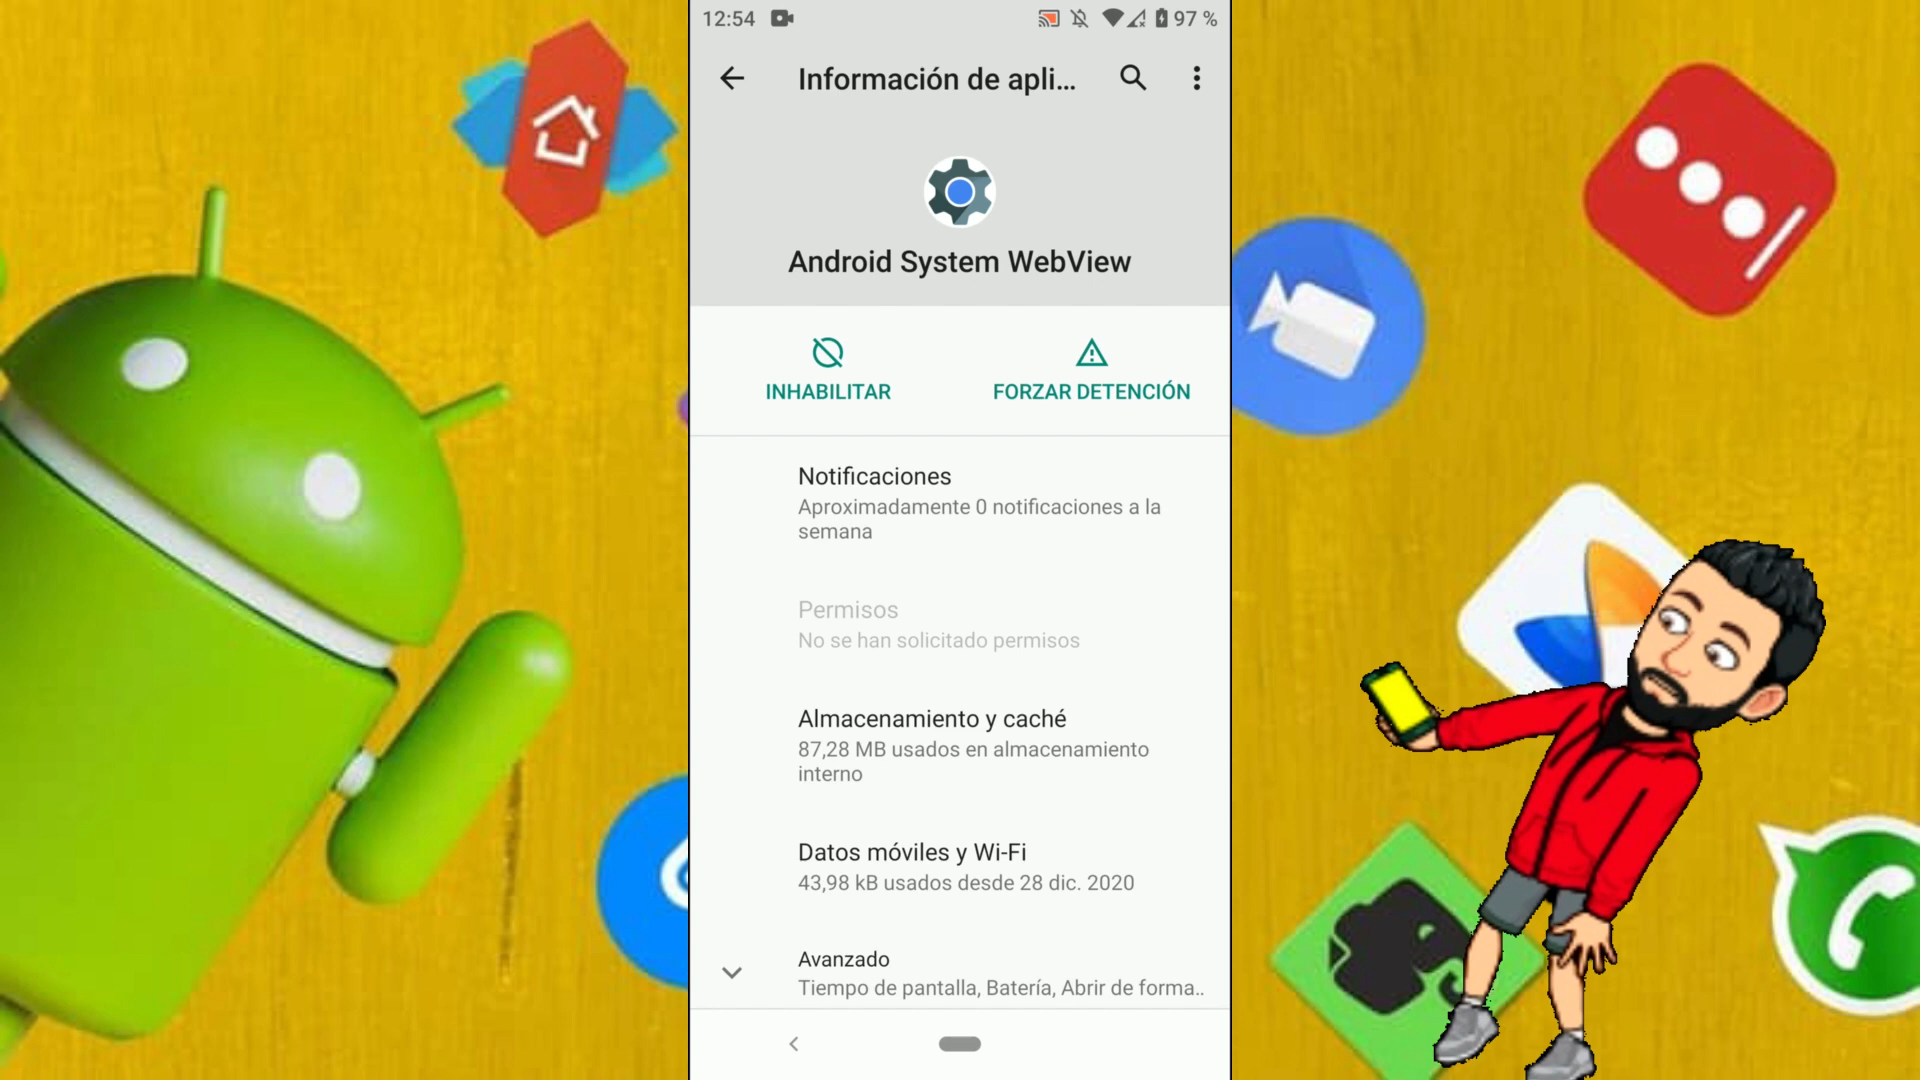 12:54
97 %
Información de apli...
Android System WebView
INHABILITAR
FORZAR DETENCIÓN
Notificaciones
Aproximadamente 0 notificaciones a la
semana
Permisos
No se han solicitado permisos
Almacenamiento y caché
87,28 MB usados en almacenamiento
interno
Datos móviles y Wi-Fi
43,98 kB usados desde 28 dic. 2020
Avanzado
Tiempo de pantalla, Batería, Abrir de forma..